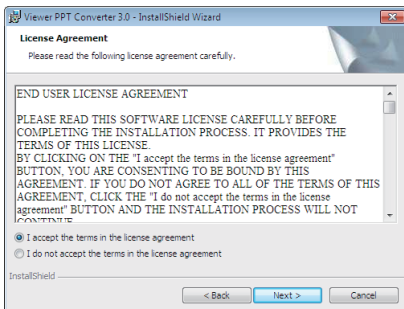 Viewer PPT Converter 3.0 - InstallShield Wizard
License Agreement
Please read the following license agreement carefully.
END USER LICENSE AGREEMENT
PLEASE READ THIS SOFTWARE LICENSE CAREFULLY BEFORE
COMPLETING THE INSTALLATION PROCESS. IT PROVIDES THE
TERMS OF THIS LICENSE.
BY CLICKING ON THE "I accept the terms in the license agreement"
BUTTON, YOU ARE CONSENTING TO BE BOUND BY THIS
AGREEMENT. IF YOU DO NOT AGREE TO ALL OF THE TERMS OF THIS
AGREEMENT, CLICK THE "I do not accept the terms in the license
agreement" BUTTON AND THE INSTALLATION PROCESS WILL NOT
CONTINUE
I accept the terms in the license agreement
I do not accept the terms in the license agreement
InstallShield
< Back
Next >
Cancel